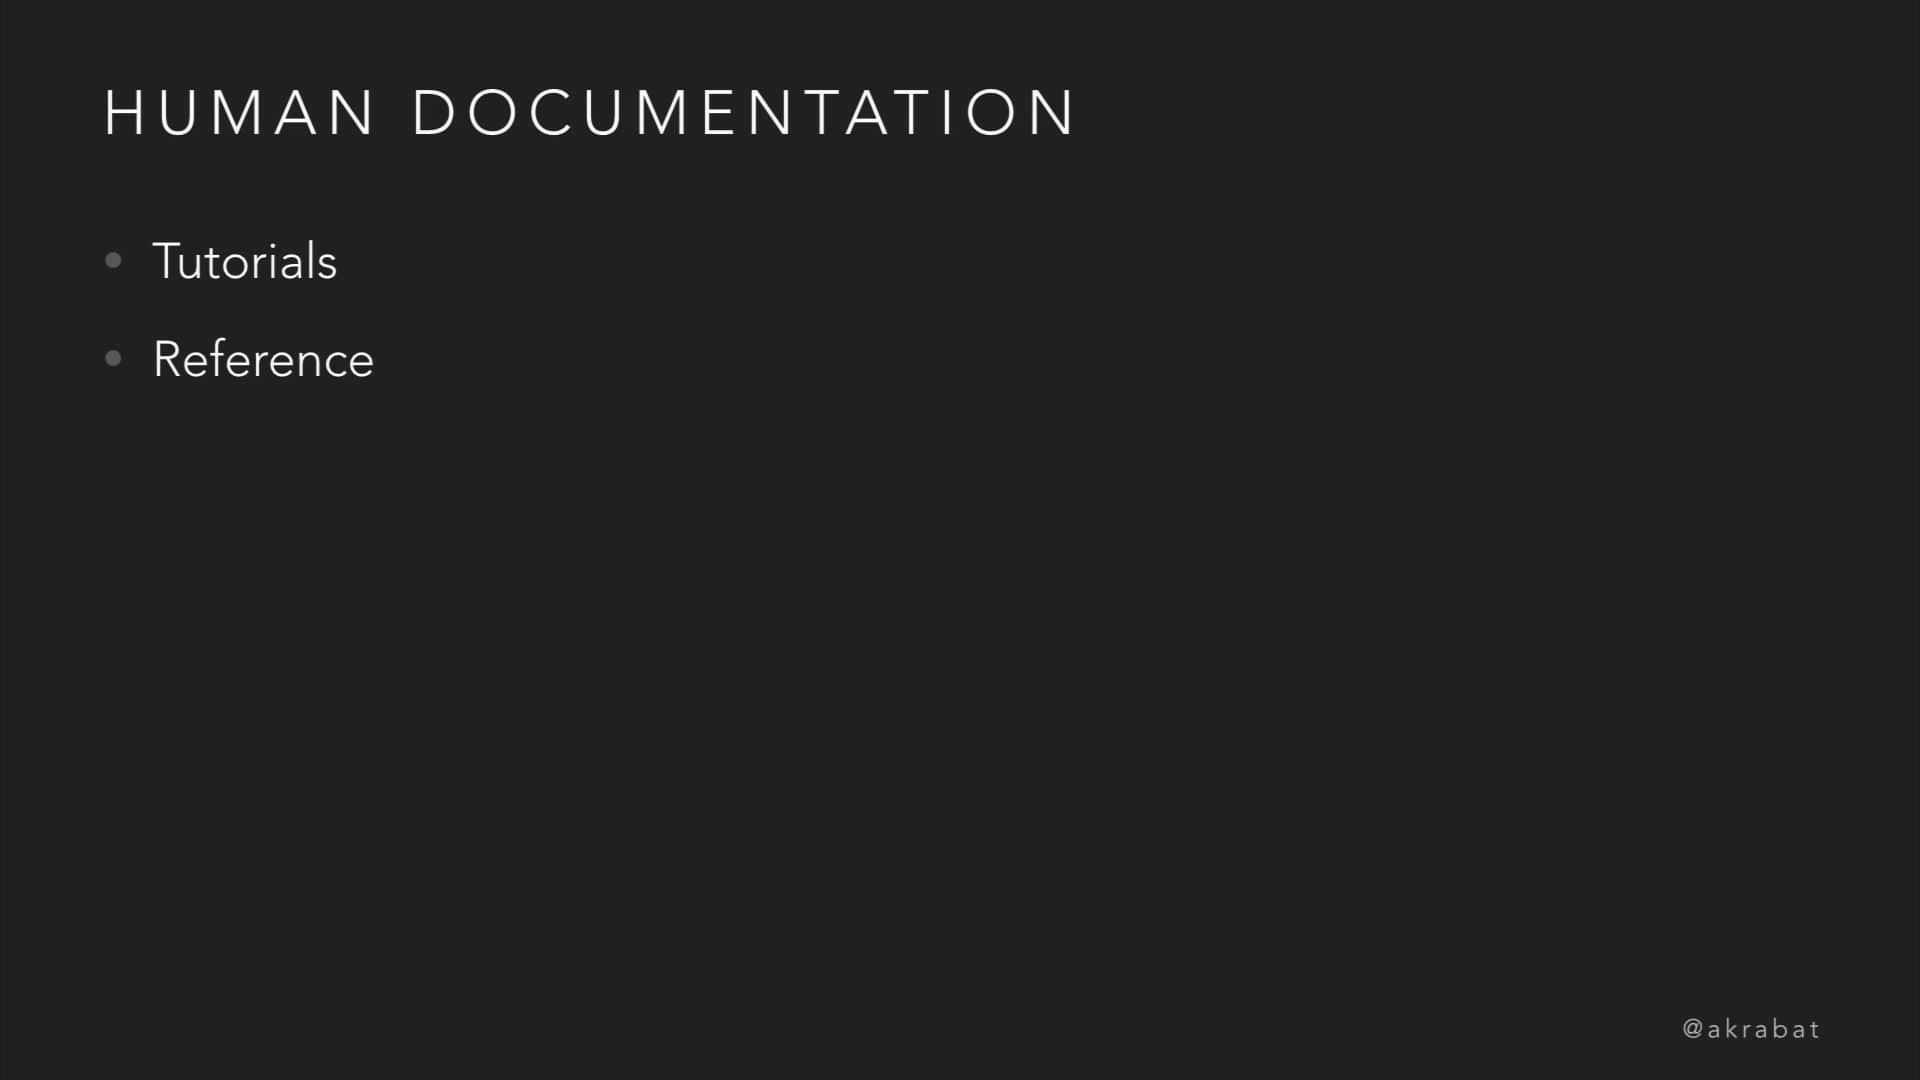 HUMAN DOCUMENTATION
• Tutorials
• Reference
@akrabat